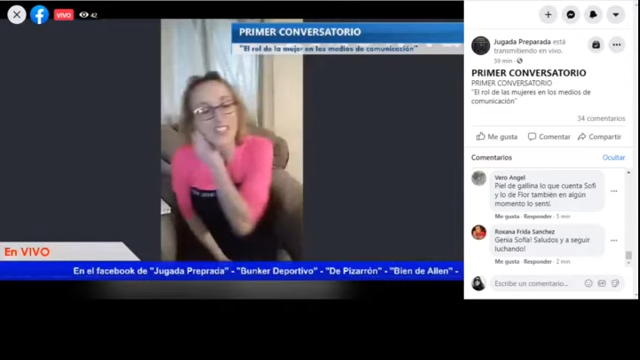 VIVO
42
PRIMER CONVERSATORIO
"El rol de la mujer en los medios de comunicación"
En VIVO
En el facebook de "Jugada Preprada" - "Bunker Deportivo" - "De Pizarrón" - "Bien de Allen" -
Jugada Preparada está
transmitiendo en vivo.
59 min
PRIMER CONVERSATORIO
PRIMER CONVERSATORIO
"El rol de las mujeres en los medios de
comunicación"
34 comentarios
Me gusta Comentar Compartir
Comentarios Ocultar
Vero Angel
Piel de gallina lo que cuenta Sofi
y lo de Flor también en algún
momento lo sentí.
Me gusta · Responder · 5 min
Roxana Frida Sanchez
Genia Sofía! Saludos y a seguir
luchando!
Me gusta · Responder · 2 min
Escribe un comentario...